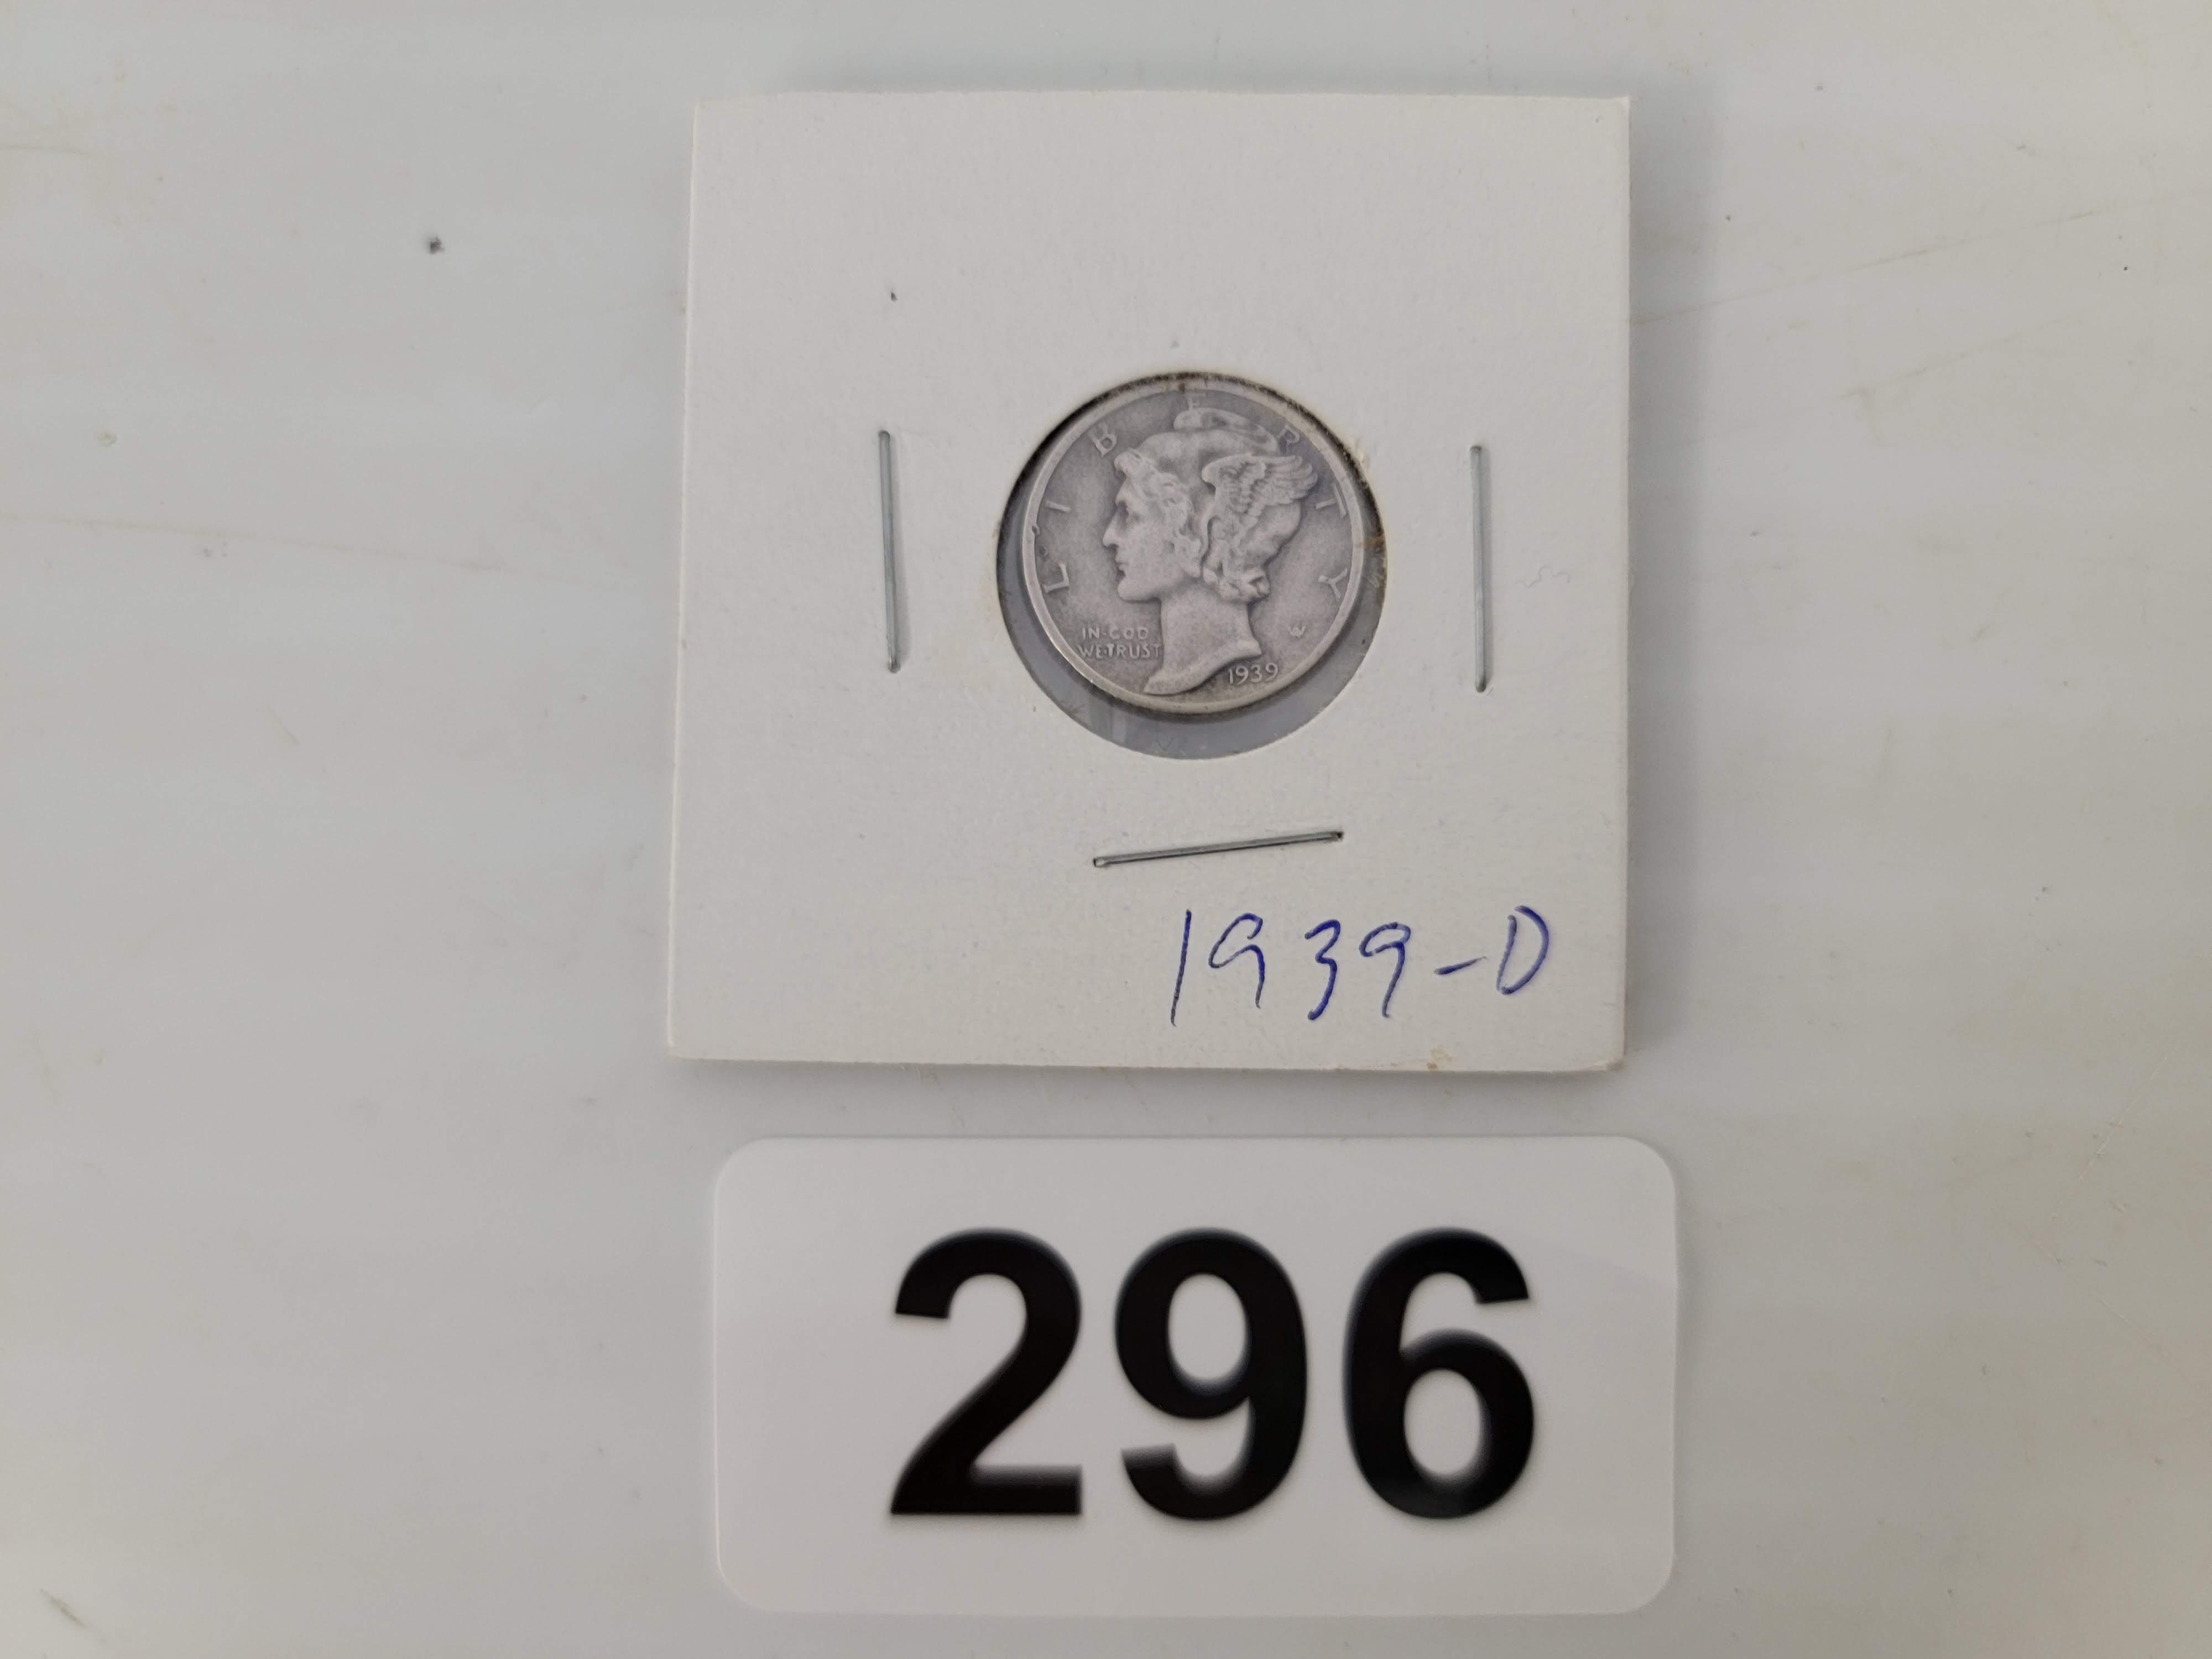 LIBERTY
IN·GOD
WE·TRUST
W
1939
1939-D
296